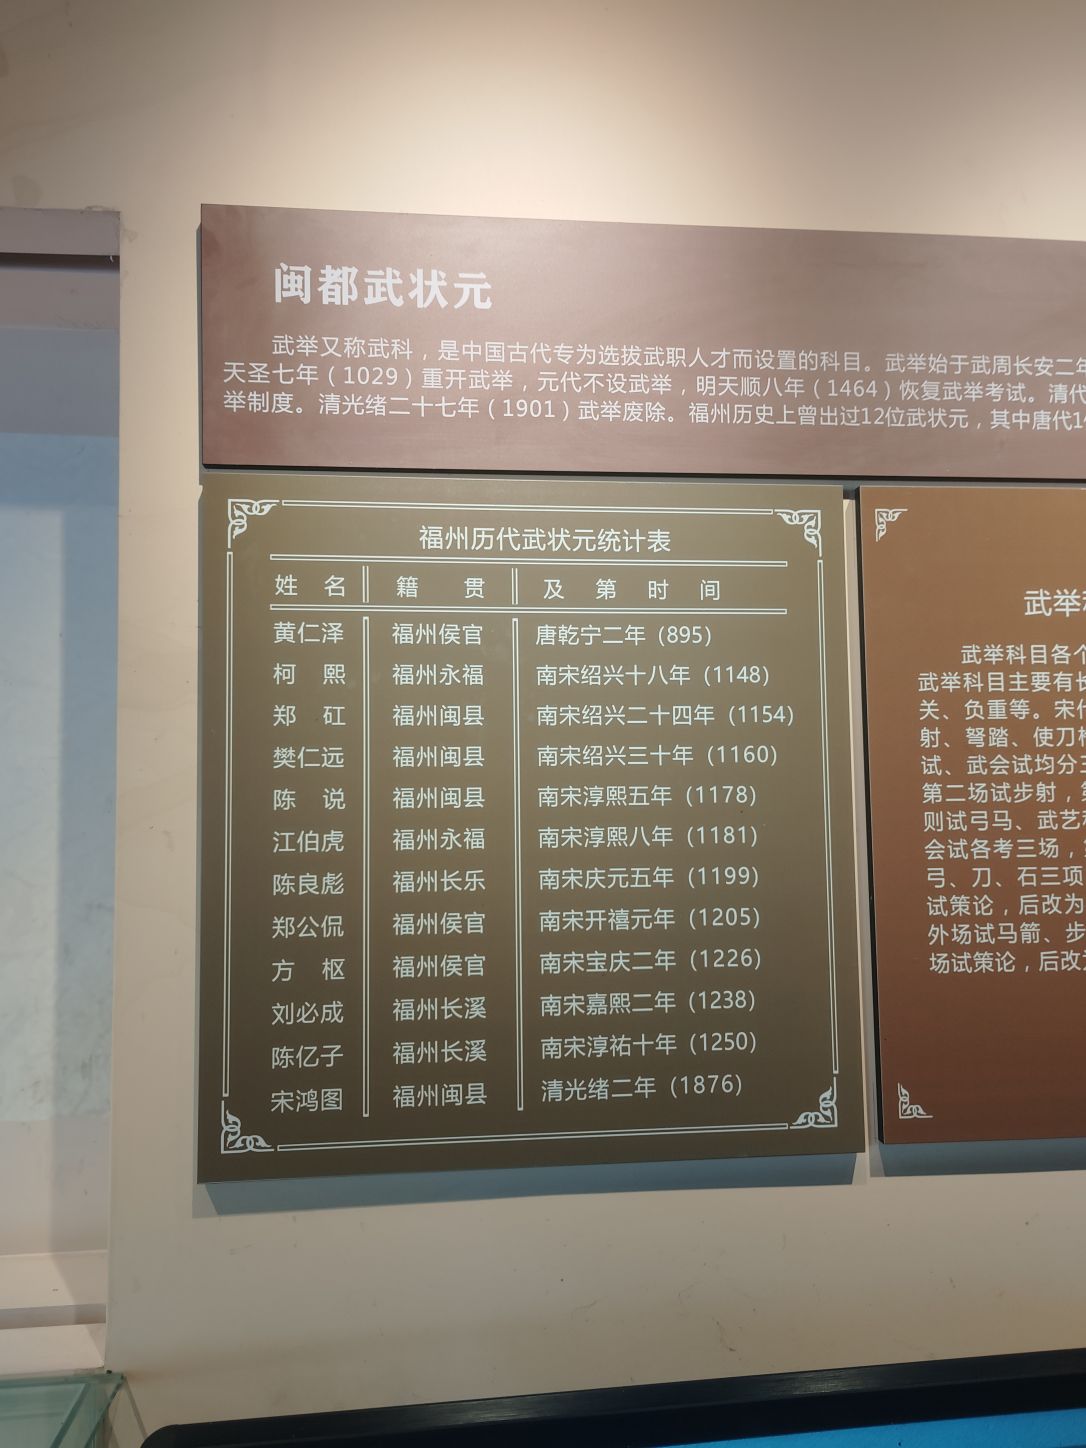 闽都武状元
武举又称武科，是中国古代专为选拔武职人才而设置的科目。武举始于武周长安二年
天圣七年（1029）重开武举，元代不设武举，明天顺八年（1464）恢复武举考试。清代
举制度。清光绪二十七年（1901）武举废除。福州历史上曾出过12位武状元，其中唐代1
福州历代武状元统计表
姓 名 籍 贯 及 第 时 间
黄仁泽 福州侯官 唐乾宁二年（895）
柯 熙 福州永福 南宋绍兴十八年（1148）
郑 矼 福州闽县 南宋绍兴二十四年（1154）
樊仁远 福州闽县 南宋绍兴三十年（1160）
陈 说 福州闽县 南宋淳熙五年（1178）
江伯虎 福州永福 南宋淳熙八年（1181）
陈良彪 福州长乐 南宋庆元五年（1199）
郑公侃 福州侯官 南宋开禧元年（1205）
方 枢 福州侯官 南宋宝庆二年（1226）
刘必成 福州长溪 南宋嘉熙二年（1238）
陈亿子 福州长溪 南宋淳祐十年（1250）
宋鸿图 福州闽县 清光绪二年（1876）
武举
武举科目各
武举科目主要有
关、负重等。宋
射、弩踏、使刀
试、武会试均分
第二场试步射，
则试弓马、武艺
会试各考三场，
弓、刀、石三项
试策论，后改为
外场试马箭、步
场试策论，后改